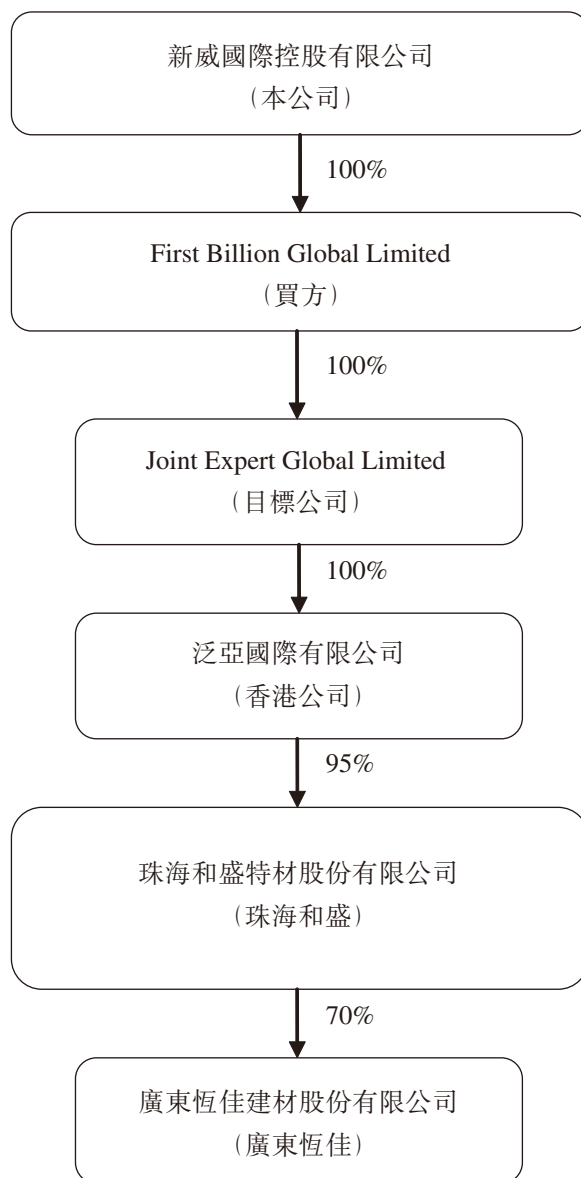 新威國際控股有限公司
（本公司）
100%
First Billion Global Limited
（買方）
100%
Joint Expert Global Limited
（目標公司）
100%
泛亞國際有限公司
（香港公司）
95%
珠海和盛特材股份有限公司
（珠海和盛）
70%
廣東恆佳建材股份有限公司
（廣東恆佳）